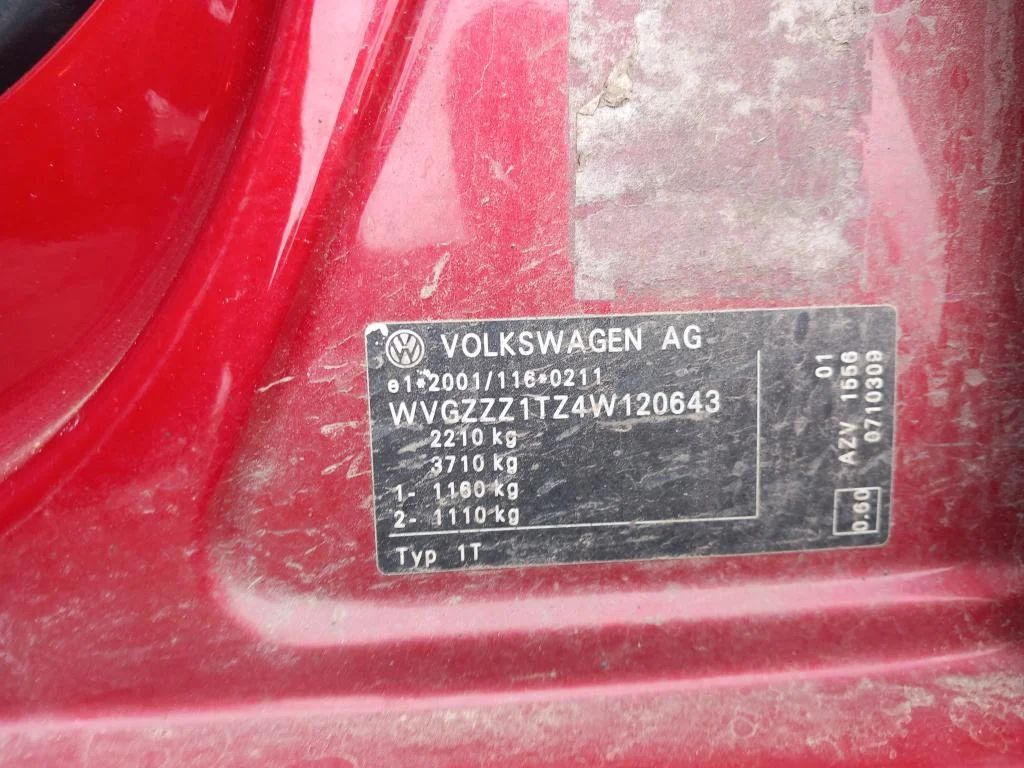 VOLKSWAGEN AG
e1*2001/116*0211
WVGZZZ1TZ4W120643
2210 kg
3710 kg
1- 1160 kg
2- 1110 kg
Typ 1T
01
AZV 1556
0710309
0.60